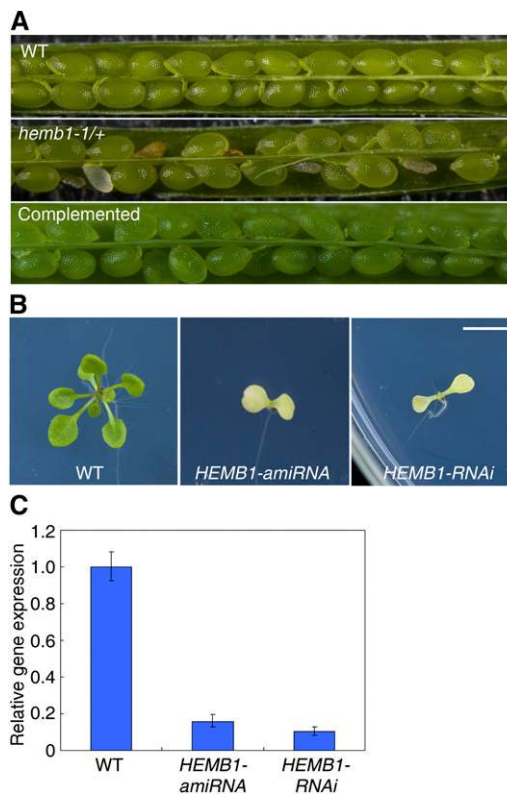 A
WT
hemb1-1/+
Complemented
B
WT
HEMB1-amiRNA
HEMB1-RNAi
C
Relative gene expression
1.2
1.0
0.8
0.6
0.4
0.2
0
WT
HEMB1-
amiRNA
HEMB1-
RNAi